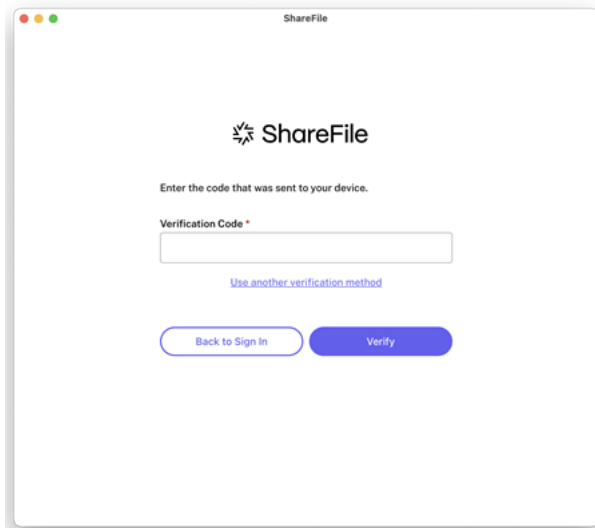 ShareFile
ShareFile
Enter the code that was sent to your device.
Verification Code *
Use another verification method
Back to Sign In
Verify